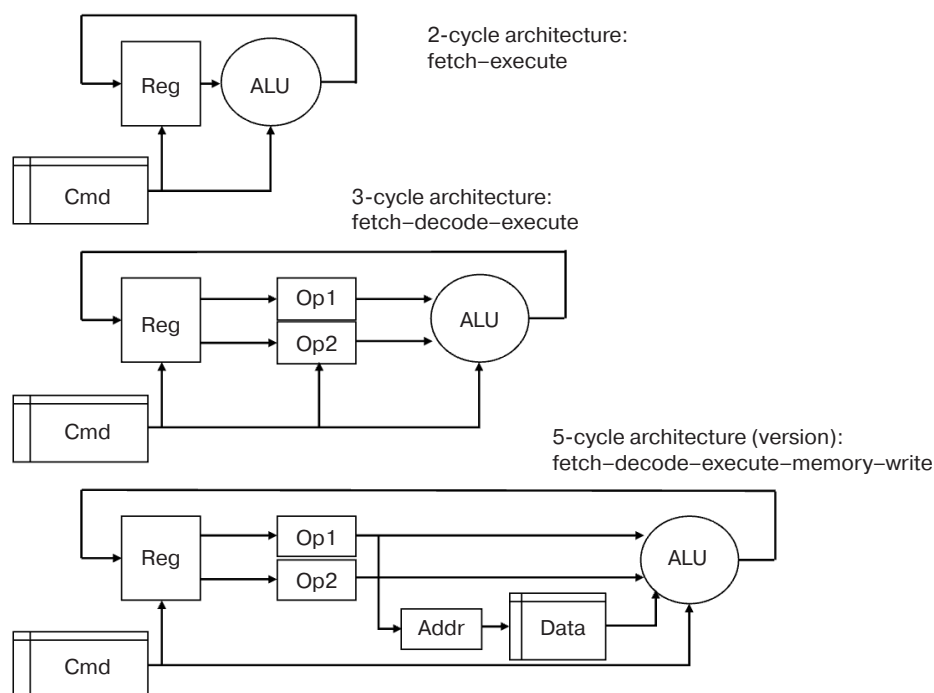 2-cycle architecture:
fetch–execute
Reg
ALU
Cmd
3-cycle architecture:
fetch–decode–execute
Reg
Op1
Op2
ALU
Cmd
5-cycle architecture (version):
fetch–decode–execute–memory–write
Reg
Op1
Op2
ALU
Addr
Data
Cmd